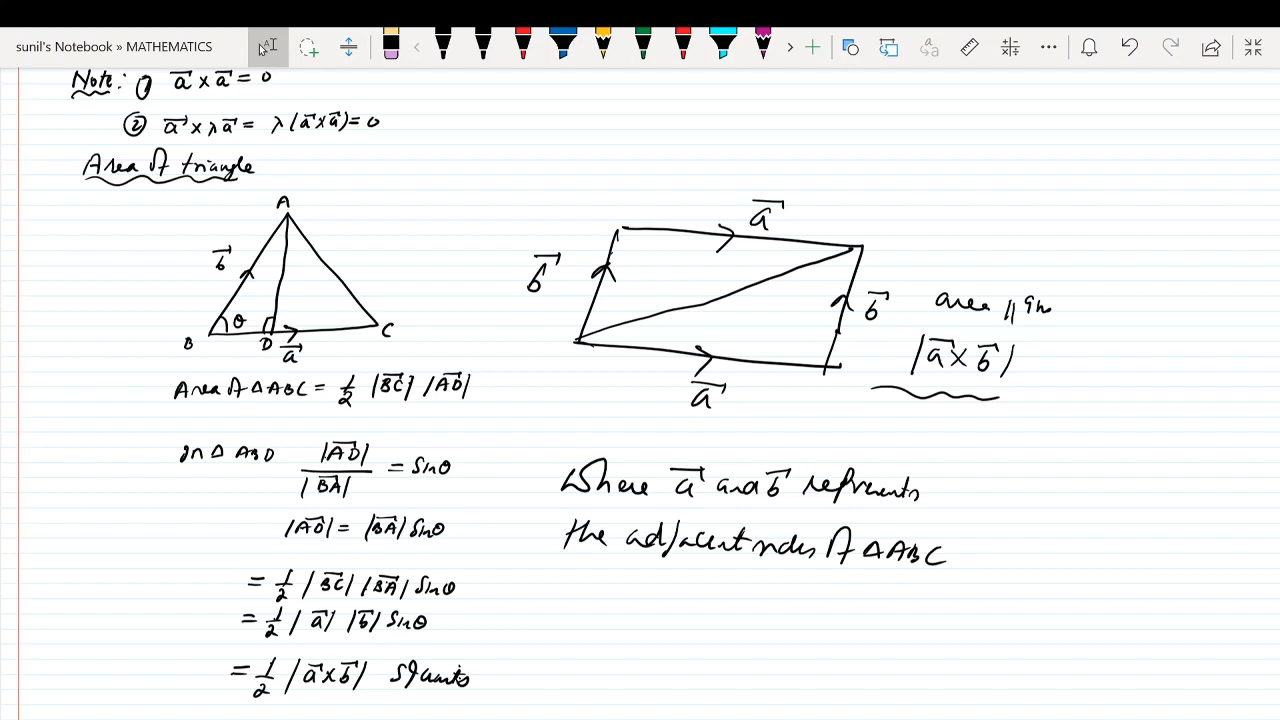 sunil's Notebook » MATHEMATICS
Note: ① a⃗ × a⃗ = 0
② a⃗ × λa⃗ = λ(a⃗ × a⃗) = 0
Area of triangle
A
b⃗
θ
B
D
a⃗
C
Area of Δ ABC = 1/2 |BC⃗| |AD⃗|
In Δ ABD |AD⃗| / |BA⃗| = Sinθ
|AD⃗| = |BA⃗| Sinθ
= 1/2 |BC⃗| |BA⃗| Sinθ
= 1/2 |a⃗| |b⃗| Sinθ
= 1/2 |a⃗ × b⃗| Squnits
a⃗
b⃗
b⃗
a⃗
area ||gm
|a⃗ × b⃗|
Where a⃗ and b⃗ represents
the adjacent sides of Δ ABC